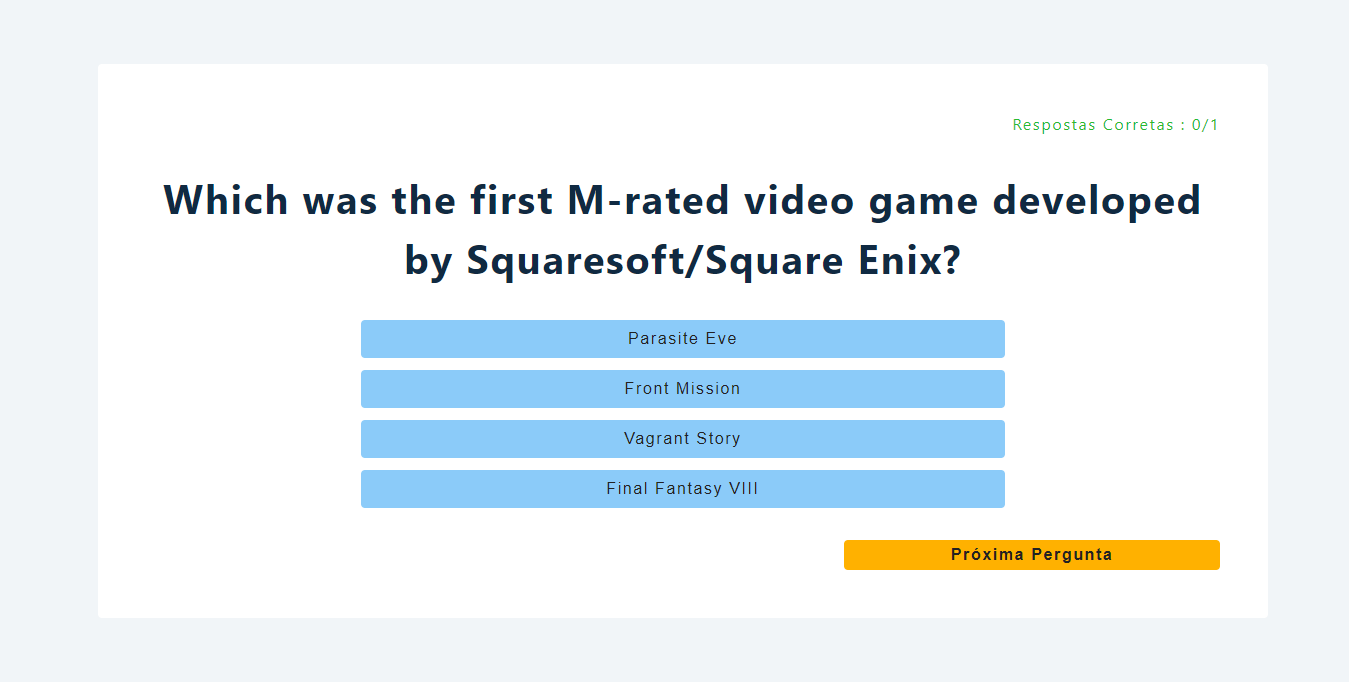 Respostas Corretas : 0/1
Which was the first M-rated video game developed
by Squaresoft/Square Enix?
Parasite Eve
Front Mission
Vagrant Story
Final Fantasy VIII
Próxima Pergunta